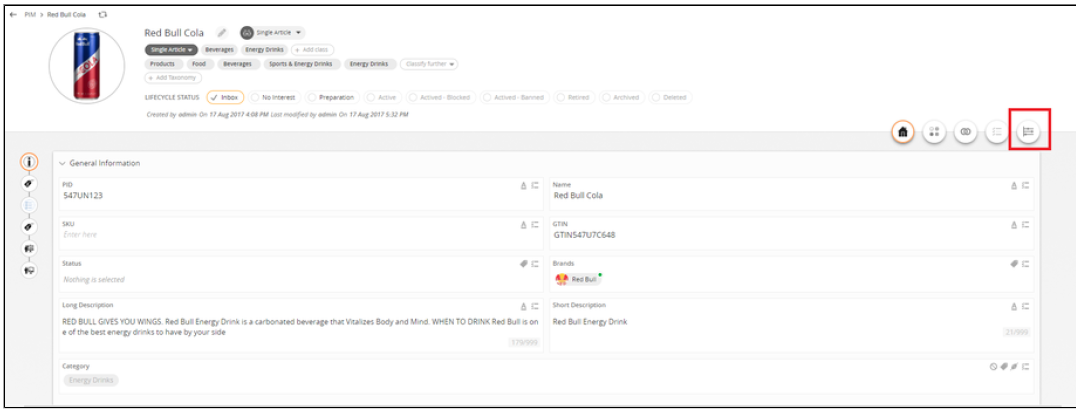 PIM > Red Bull Cola
Red Bull Cola Single Article
Single Article Beverages Energy Drinks + Add class
Products Food Beverages Sports & Energy Drinks Energy Drinks Classify further
+ Add Taxonomy
LIFECYCLE STATUS Inbox No Interest Preparation Active Actived - Blocked Actived - Banned Retired Archived Deleted
Created by admin On 17 Aug 2017 4:08 PM Last modified by admin On 17 Aug 2017 5:32 PM
General Information
PID
547UN123
Name
Red Bull Cola
SKU
Enter here
GTIN
GTIN547U7C648
Status
Nothing is selected
Brands
Red Bull
Long Description
RED BULL GIVES YOU WINGS. Red Bull Energy Drink is a carbonated beverage that Vitalizes Body and Mind. WHEN TO DRINK Red Bull is on
e of the best energy drinks to have by your side
179/999
Short Description
Red Bull Energy Drink
21/999
Category
Energy Drinks